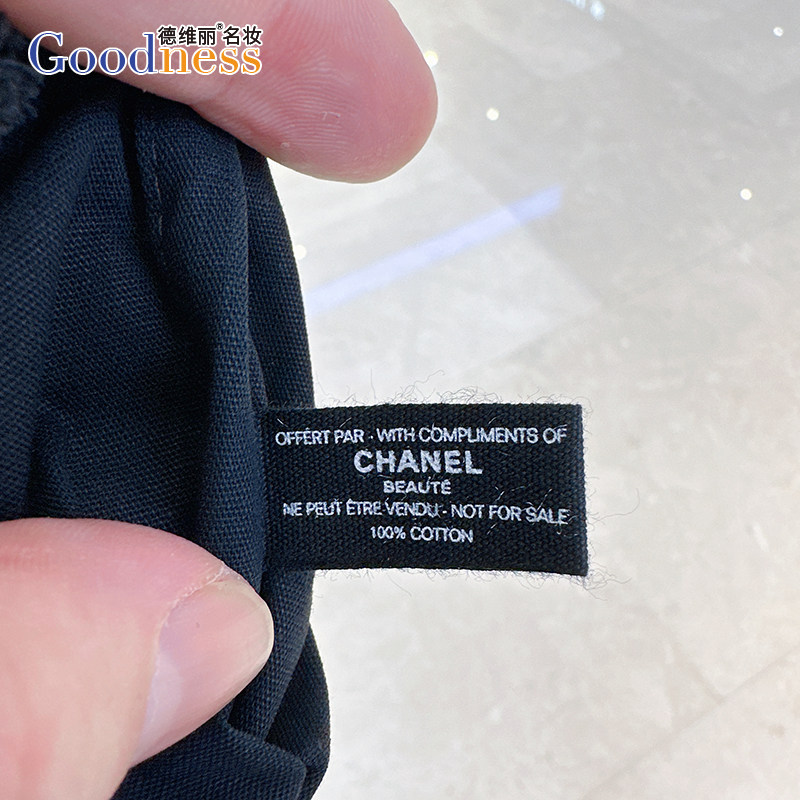 德维丽®名妆
Goodness
OFFERT PAR - WITH COMPLIMENTS OF
CHANEL
BEAUTÉ
NE PEUT ÊTRE VENDU - NOT FOR SALE
100% COTTON